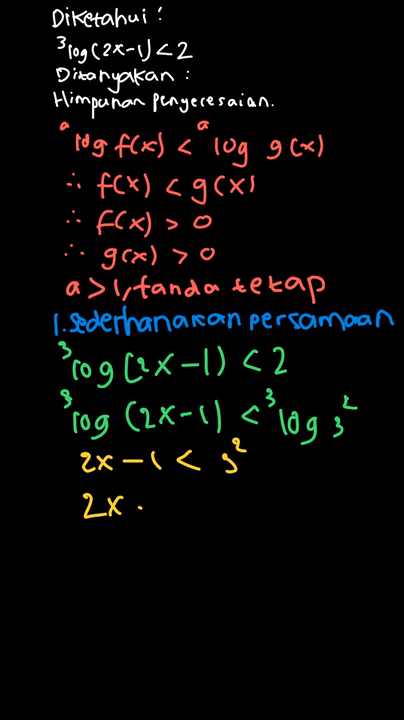 Diketahui :
³log(2x-1) < 2
Ditanyakan :
Himpunan penyeresaian.
ᵃlog f(x) < ᵃlog g(x)
∴ f(x) < g(x)
∴ f(x) > 0
∴ g(x) > 0
a > 1, tanda tetap
1. sederhanakan persamaan
³log (2x - 1) < 2
³log (2x-1) < ³log 3²
2x - 1 < 3²
2x